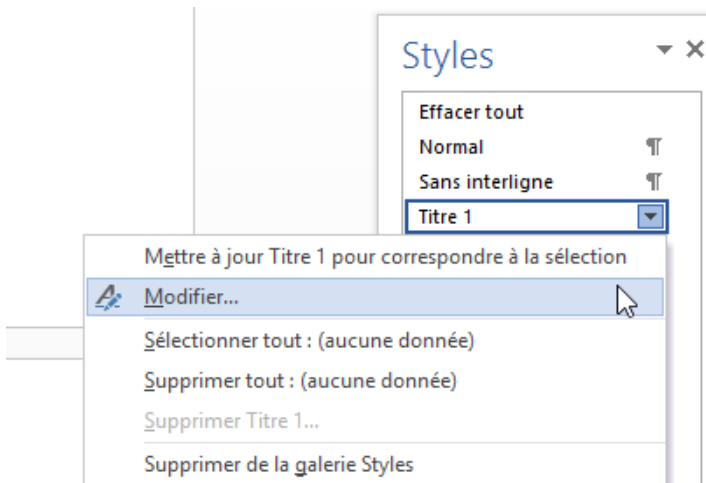 Styles
Effacer tout
Normal ¶
Sans interligne ¶
Titre 1
Mettre à jour Titre 1 pour correspondre à la sélection
Modifier...
Sélectionner tout : (aucune donnée)
Supprimer tout : (aucune donnée)
Supprimer Titre 1...
Supprimer de la galerie Styles